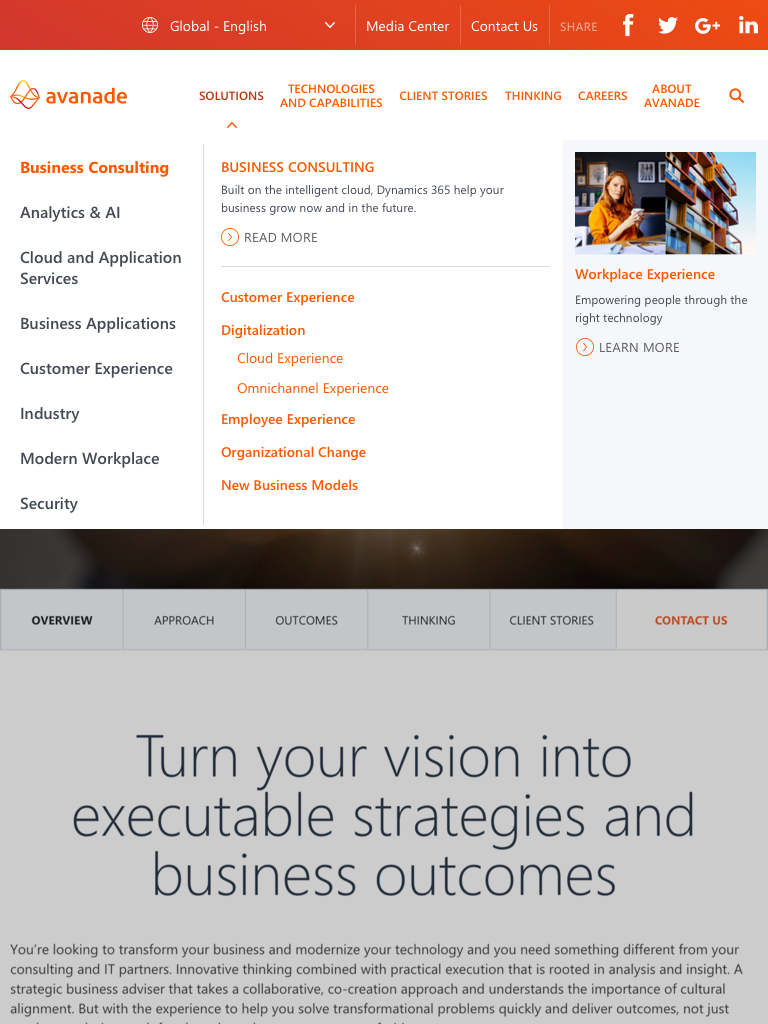 Global - English
Media Center
Contact Us
SHARE
avanade
SOLUTIONS
TECHNOLOGIES
AND CAPABILITIES
CLIENT STORIES
THINKING
CAREERS
ABOUT
AVANADE
Business Consulting
Analytics & AI
Cloud and Application
Services
Business Applications
Customer Experience
Industry
Modern Workplace
Security
BUSINESS CONSULTING
Built on the intelligent cloud, Dynamics 365 help your
business grow now and in the future.
READ MORE
Customer Experience
Digitalization
Cloud Experience
Omnichannel Experience
Employee Experience
Organizational Change
New Business Models
Workplace Experience
Empowering people through the
right technology
LEARN MORE
OVERVIEW
APPROACH
OUTCOMES
THINKING
CLIENT STORIES
CONTACT US
Turn your vision into
executable strategies and
business outcomes
You're looking to transform your business and modernize your technology and you need something different from your
consulting and IT partners. Innovative thinking combined with practical execution that is rooted in analysis and insight. A
strategic business adviser that takes a collaborative, co-creation approach and understands the importance of cultural
alignment. But with the experience to help you solve transformational problems quickly and deliver outcomes, not just